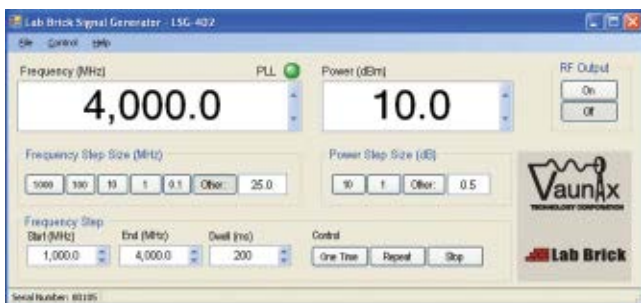 Lab Brick Signal Generator - LSG-402
File Control Help
Frequency (MHz) PLL Power (dBm) RF Output
4,000.0 10.0
On
Off
Frequency Step Size (MHz) Power Step Size (dB)
1000 100 10 1 0.1 Other: 25.0 10 1 Other: 0.5
Vaunix
TECHNOLOGY CORPORATION
Frequency Step
Start (MHz) End (MHz) Dwell (ms) Control
1,000.0 4,000.0 200 One Time Repeat Stop
Lab Brick
Serial Number: 60105